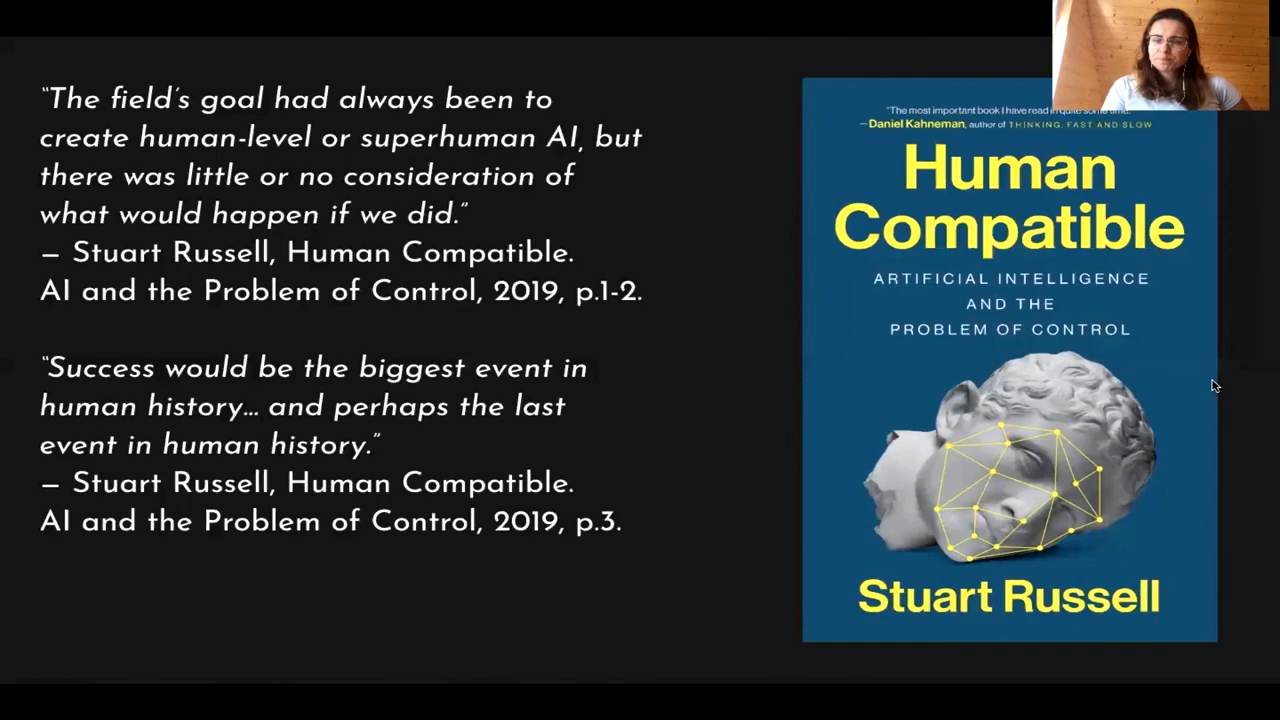 “The field’s goal had always been to
create human-level or superhuman AI, but
there was little or no consideration of
what would happen if we did.”
– Stuart Russell, Human Compatible.
AI and the Problem of Control, 2019, p.1-2.
“Success would be the biggest event in
human history... and perhaps the last
event in human history.”
– Stuart Russell, Human Compatible.
AI and the Problem of Control, 2019, p.3.
"The most important book I have read in quite some time."
—Daniel Kahneman, author of THINKING, FAST AND SLOW
Human
Compatible
ARTIFICIAL INTELLIGENCE
AND THE
PROBLEM OF CONTROL
Stuart Russell